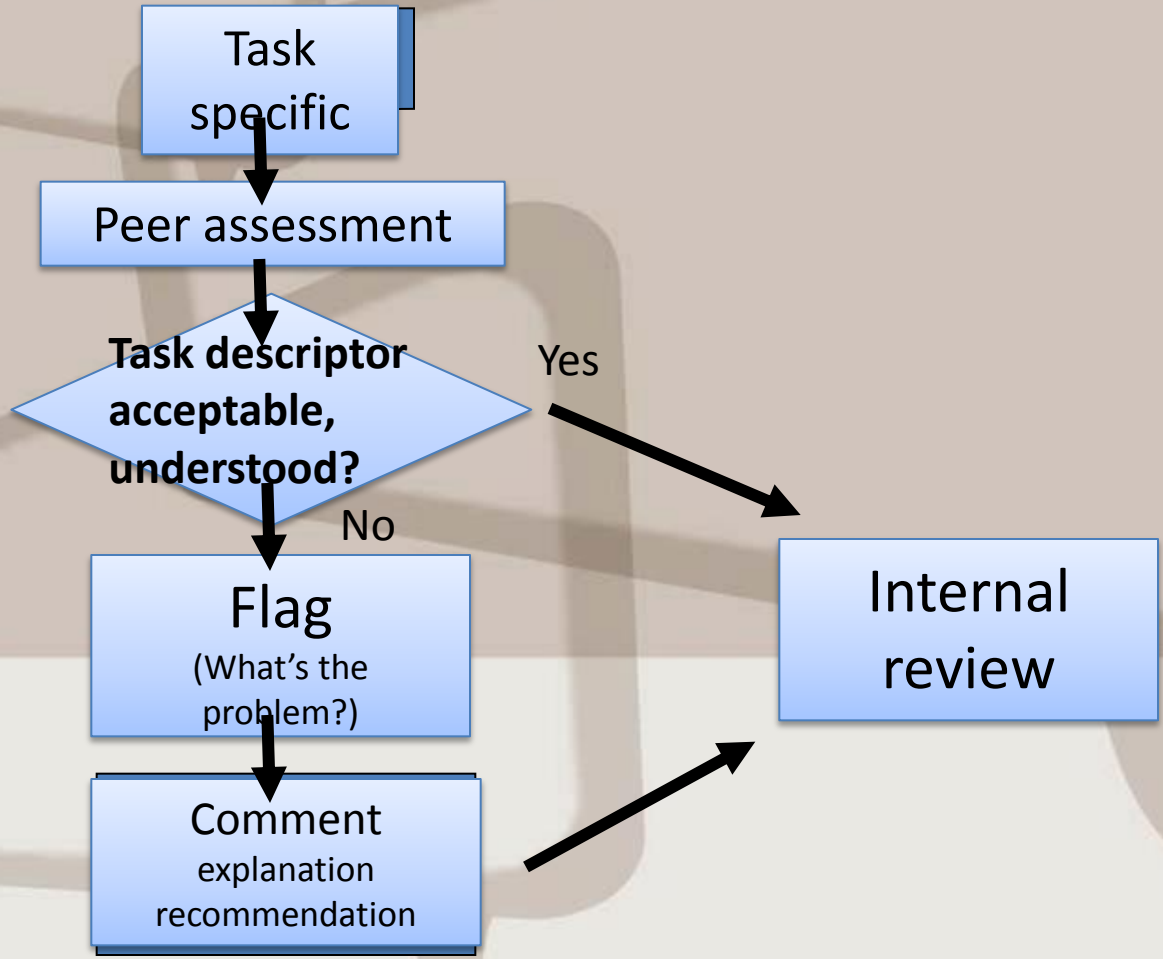 Task
specific
Peer assessment
Task descriptor
acceptable,
understood?
Yes
No
Flag
(What's the
problem?)
Comment
explanation
recommendation
Internal
review